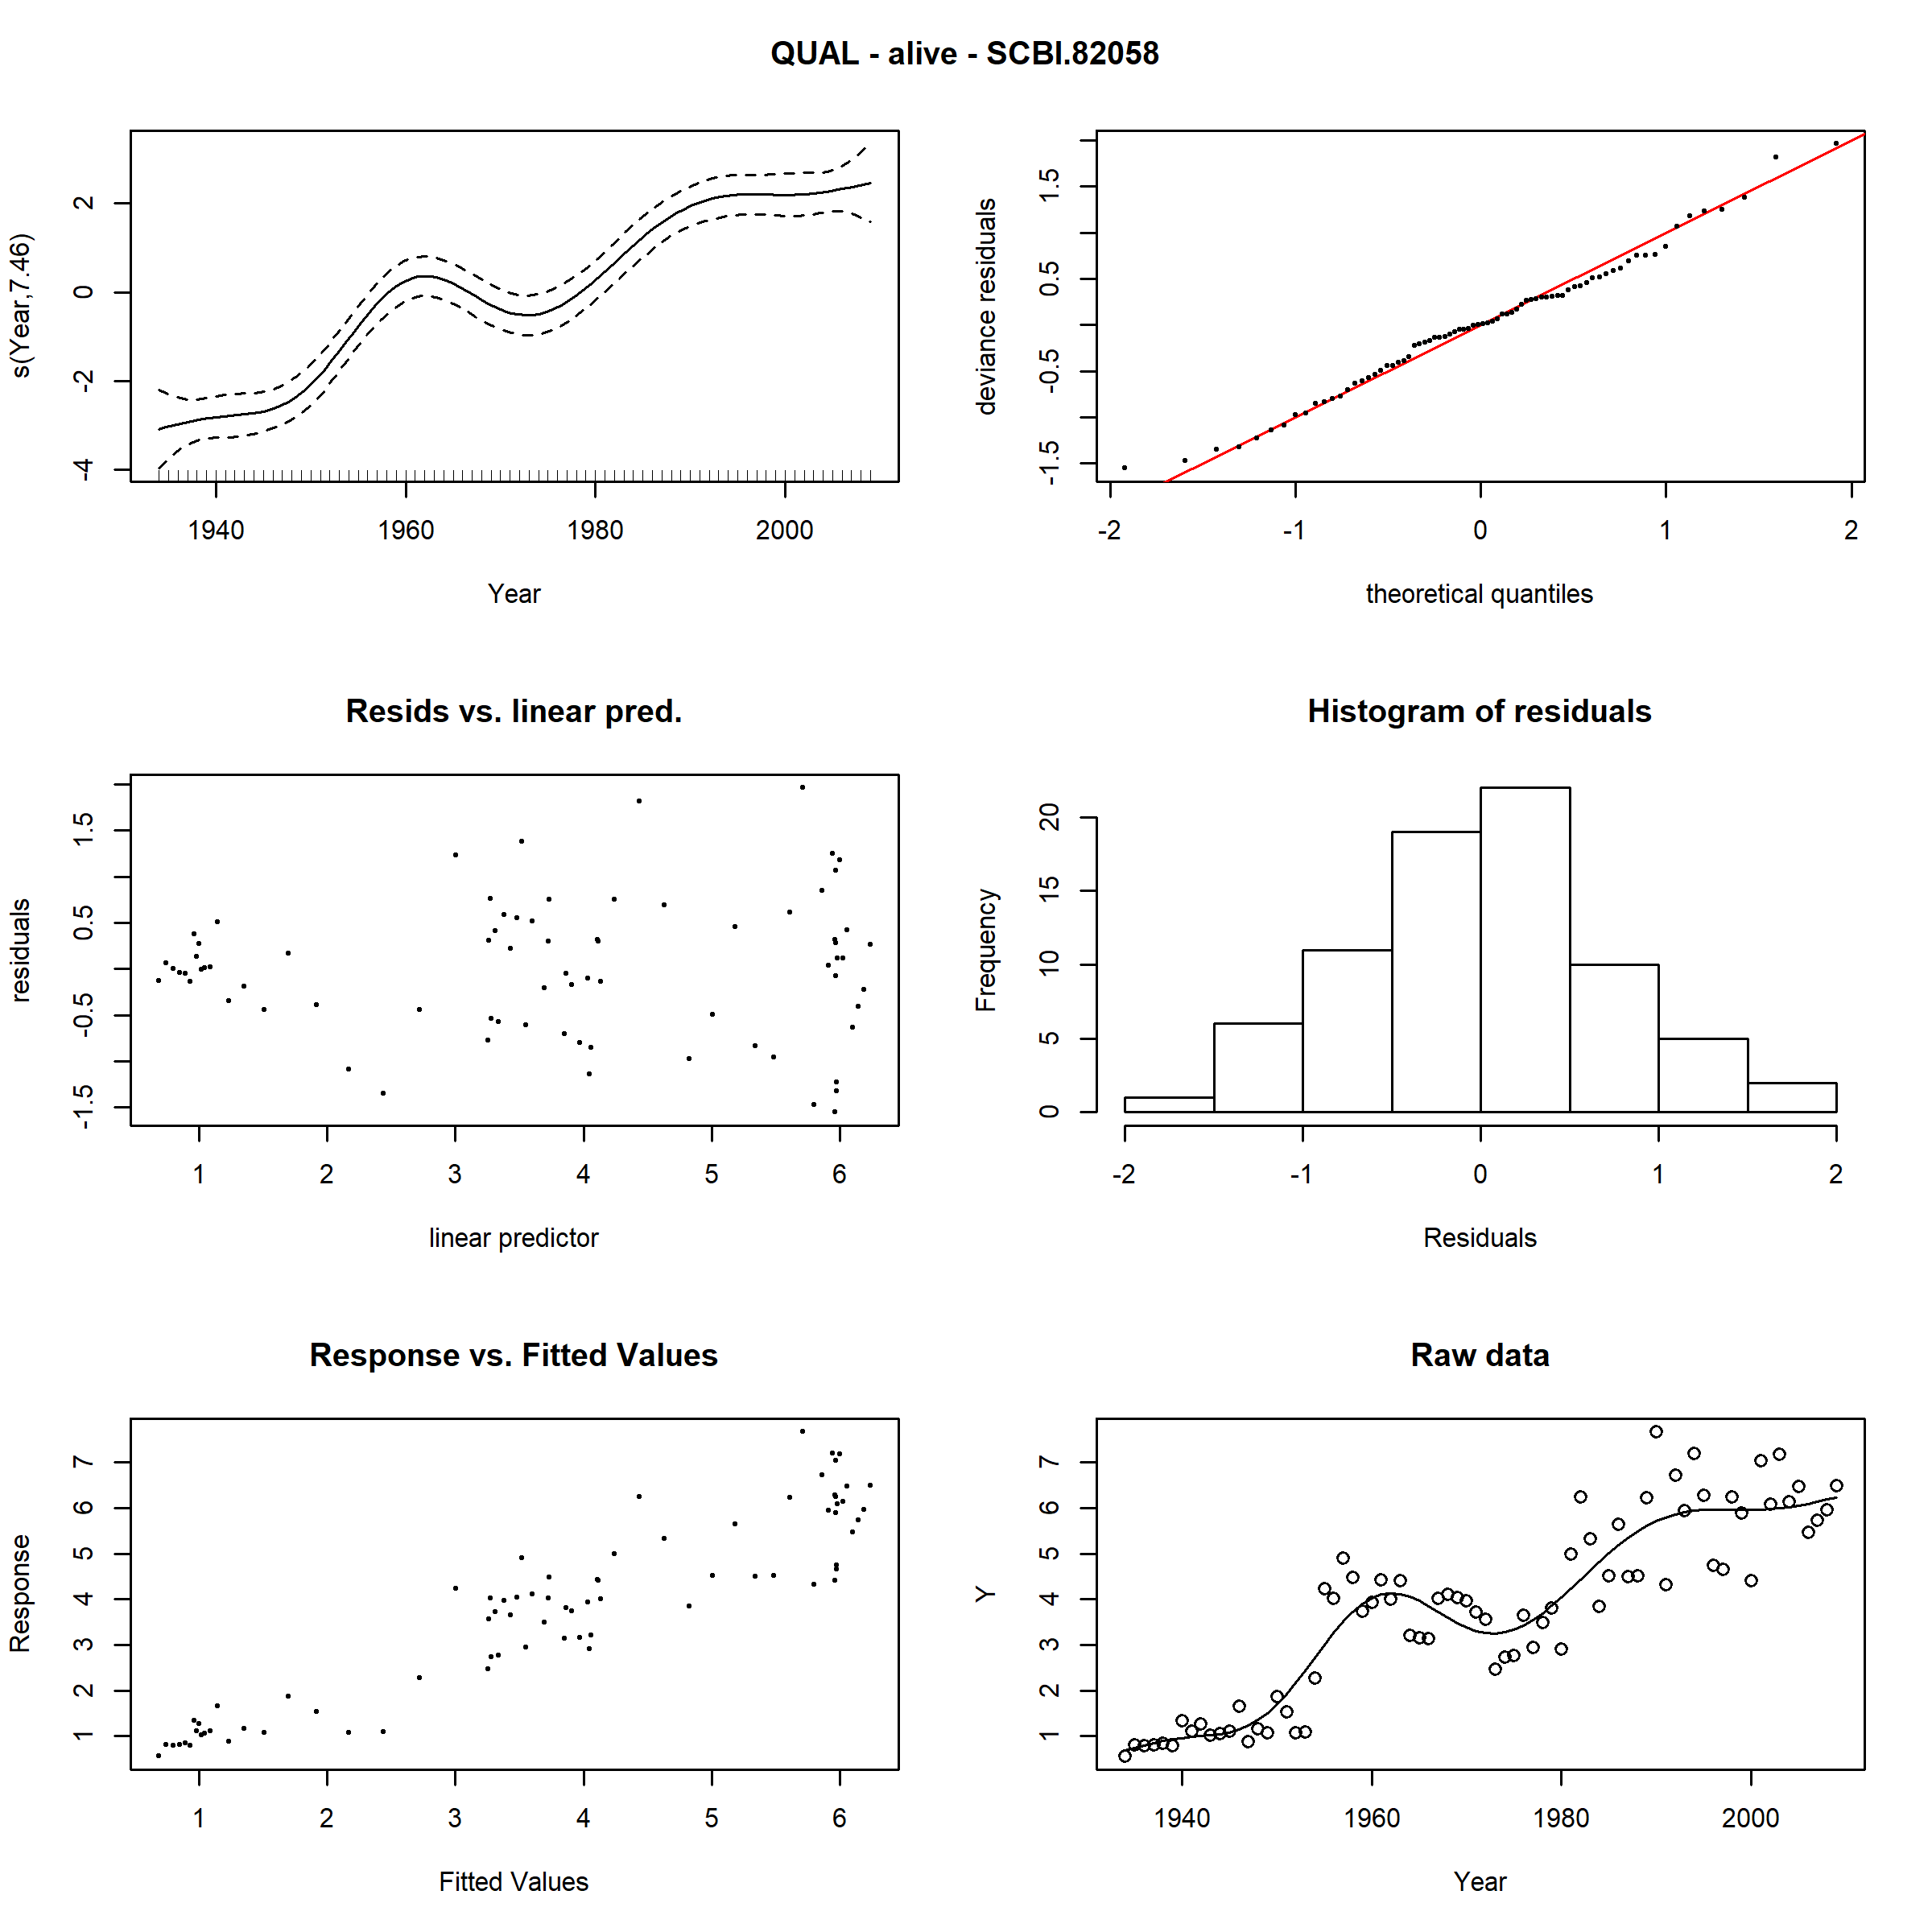 QUAL - alive - SCBI.82058
s(Year,7.46)
2
0
-2
-4
1940 1960 1980 2000
Year
deviance residuals
1.5
0.5
-0.5
-1.5
-2 -1 0 1 2
theoretical quantiles
Resids vs. linear pred.
residuals
1.5
0.5
-0.5
-1.5
1 2 3 4 5 6
linear predictor
Histogram of residuals
Frequency
20
15
10
5
0
-2 -1 0 1 2
Residuals
Response vs. Fitted Values
Response
7
6
5
4
3
2
1
1 2 3 4 5 6
Fitted Values
Raw data
Y
7
6
5
4
3
2
1
1940 1960 1980 2000
Year